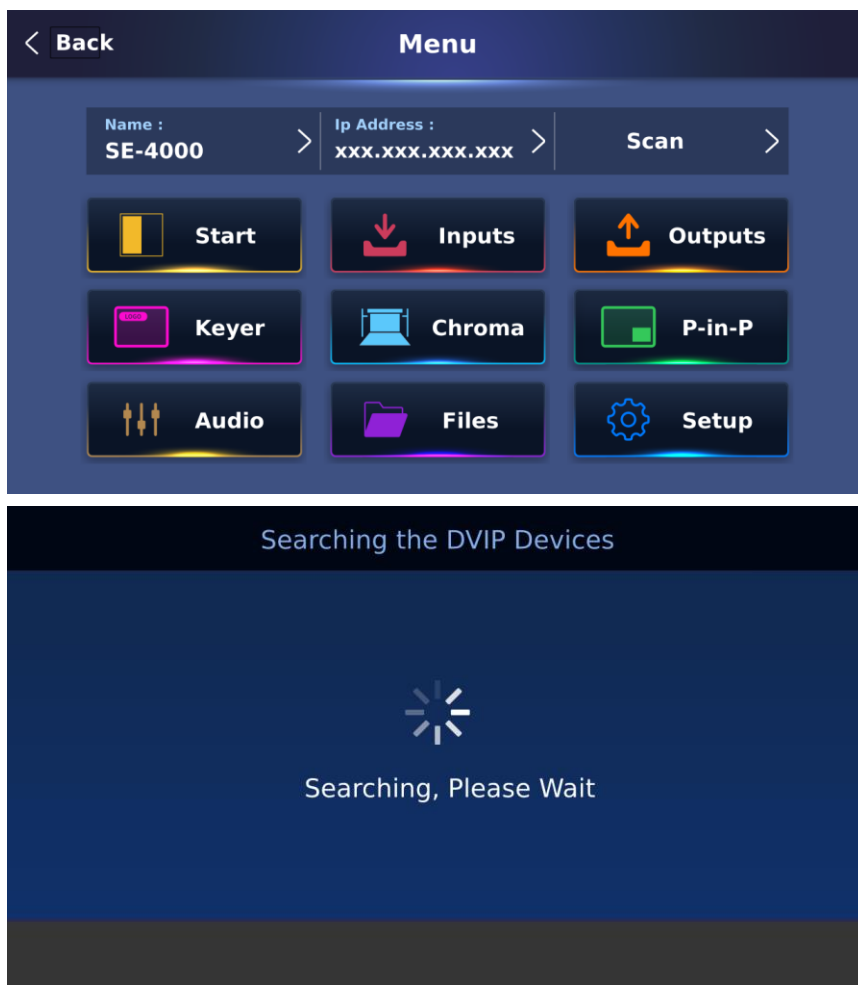 Back
Menu
Name :
SE-4000
Ip Address :
xxx.xxx.xxx.xxx
Scan
Start
Inputs
Outputs
LOGO
Keyer
Chroma
P-in-P
Audio
Files
Setup
Searching the DVIP Devices
Searching, Please Wait